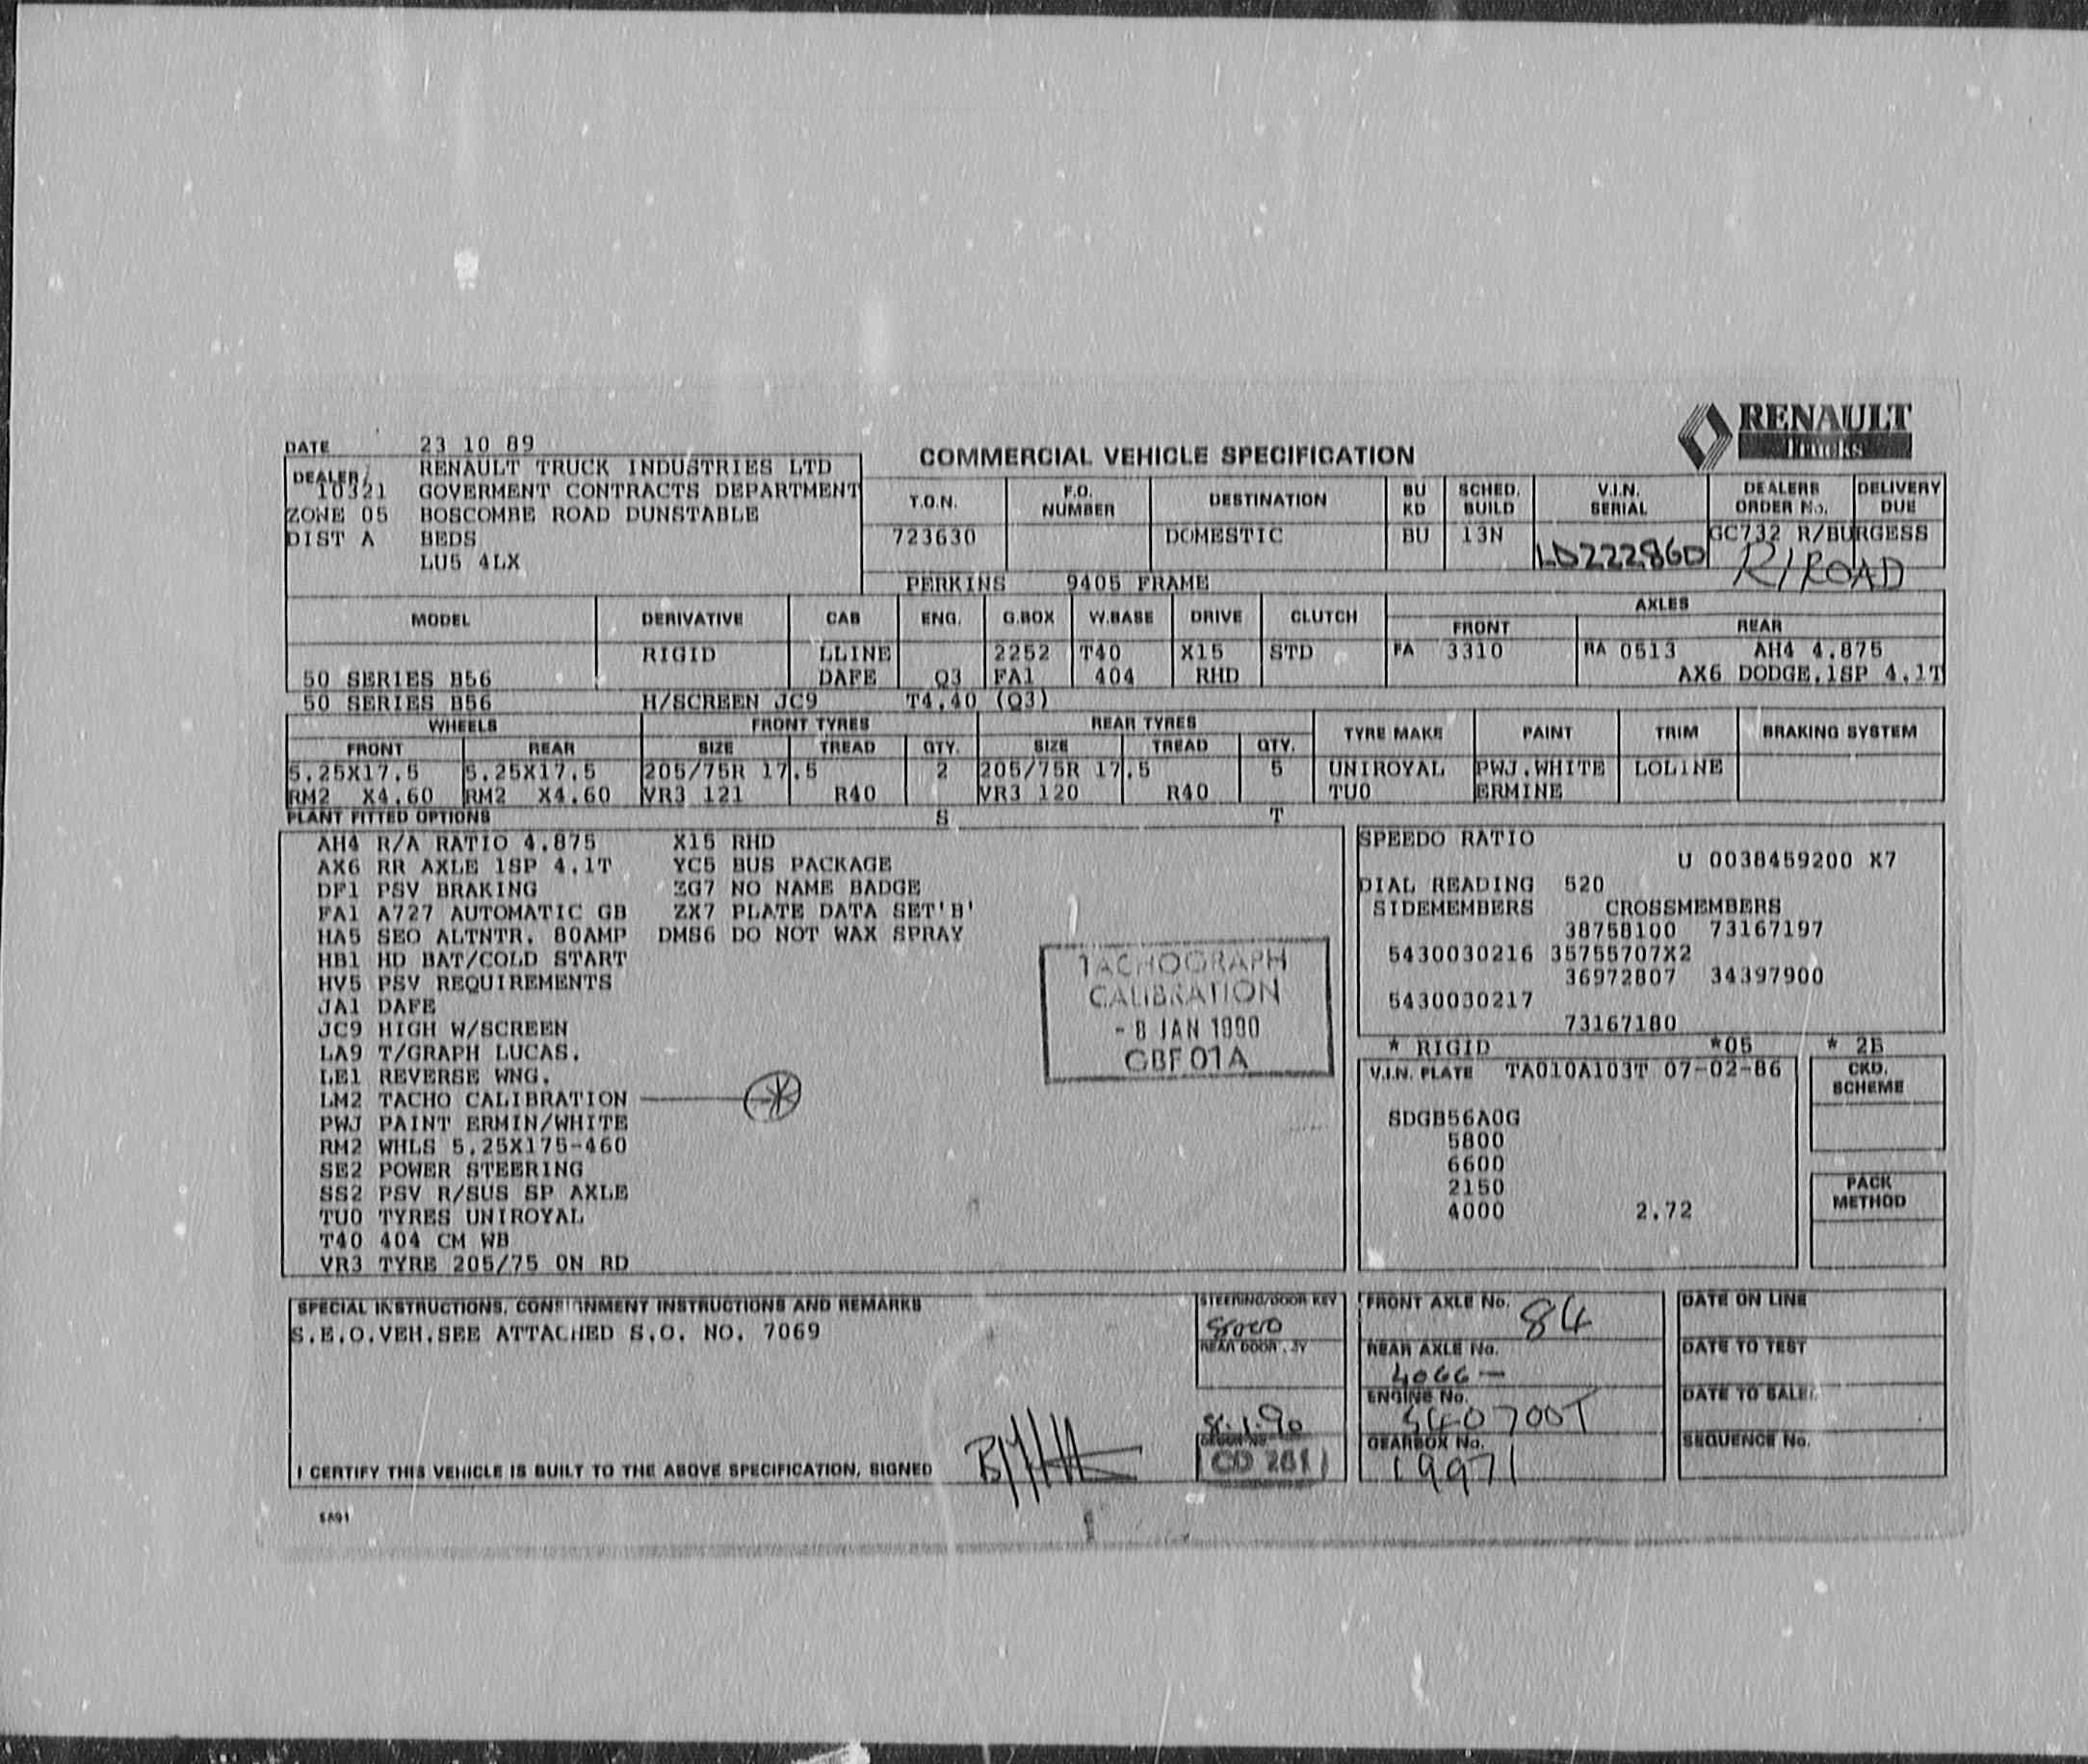 RENAULT
Trucks
DATE 23 10 89
COMMERCIAL VEHICLE SPECIFICATION
DEALER/ RENAULT TRUCK INDUSTRIES LTD
10321 GOVERMENT CONTRACTS DEPARTMENT
ZONE 05 BOSCOMBE ROAD DUNSTABLE
DIST A BEDS
LU5 4LX
T.O.N. F.O. NUMBER DESTINATION BU KD SCHED. BUILD V.I.N. SERIAL DEALERS ORDER No. DELIVERY DUE
723630 DOMESTIC BU 13N LD222860 GC732 R/BURGESS
R/ROAD
PERKINS 9405 FRAME
MODEL DERIVATIVE CAB ENG. G.BOX W.BASE DRIVE CLUTCH AXLES
FRONT REAR
RIGID LLINE 2252 T40 X15 STD FA 3310 RA 0513 AH4 4.875
50 SERIES B56 DAFE Q3 FA1 404 RHD AX6 DODGE.1SP 4.1T
50 SERIES B56 H/SCREEN JC9 T4.40 (Q3)
WHEELS FRONT TYRES REAR TYRES TYRE MAKE PAINT TRIM BRAKING SYSTEM
FRONT REAR SIZE TREAD QTY. SIZE TREAD QTY.
5.25X17.5 5.25X17.5 205/75R 17.5 2 205/75R 17.5 5 UNIROYAL PWJ.WHITE LOLINE
RM2 X4.60 RM2 X4.60 VR3 121 R40 VR3 120 R40 TU0 ERMINE
PLANT FITTED OPTIONS S T
AH4 R/A RATIO 4.875 X15 RHD
AX6 RR AXLE 1SP 4.1T YC5 BUS PACKAGE
DF1 PSV BRAKING ZG7 NO NAME BADGE
FA1 A727 AUTOMATIC GB ZX7 PLATE DATA SET'B'
HA5 SEO ALTNTR. 80AMP DMS6 DO NOT WAX SPRAY
HB1 HD BAT/COLD START
HV5 PSV REQUIREMENTS
JA1 DAFE
JC9 HIGH W/SCREEN
LA9 T/GRAPH LUCAS.
LE1 REVERSE WNG.
LM2 TACHO CALIBRATION
PWJ PAINT ERMIN/WHITE
RM2 WHLS 5.25X175-460
SE2 POWER STEERING
SS2 PSV R/SUS SP AXLE
TU0 TYRES UNIROYAL
T40 404 CM WB
VR3 TYRE 205/75 ON RD
TACHOGRAPH
CALIBRATION
- 8 JAN 1990
GBF 01A
SPEEDO RATIO
U 0038459200 X7
DIAL READING 520
SIDEMEMBERS CROSSMEMBERS
38758100 73167197
5430030216 35755707X2
36972807 34397900
5430030217
73167180
* RIGID *05 * 2B
V.I.N. PLATE TA010A103T 07-02-86
SDGB56A0G
5800
6600
2150
4000 2.72
CKD. SCHEME
PACK METHOD
SPECIAL INSTRUCTIONS, CONSIGNMENT INSTRUCTIONS AND REMARKS
S.E.O.VEH.SEE ATTACHED S.O. NO. 7069
I CERTIFY THIS VEHICLE IS BUILT TO THE ABOVE SPECIFICATION, SIGNED
STEERING/DOOR KEY
REAR DOOR
8.1.90
CD 261
FRONT AXLE No. 84
REAR AXLE No.
4066 —
ENGINE No.
S40700T
GEARBOX No.
19971
DATE ON LINE
DATE TO TEST
DATE TO SALES
SEQUENCE No.